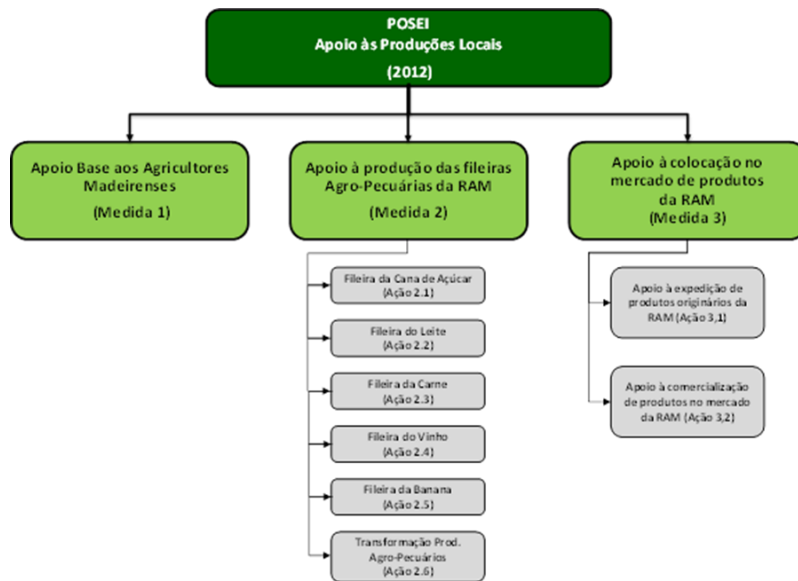 POSEI
Apoio às Produções Locais
(2012)
Apoio Base aos Agricultores
Madeirenses
(Medida 1)
Apoio à produção das fileiras
Agro-Pecuárias da RAM
(Medida 2)
Apoio à colocação no
mercado de produtos
da RAM
(Medida 3)
Fileira da Cana de Açúcar
(Ação 2.1)
Fileira do Leite
(Ação 2.2)
Fileira da Carne
(Ação 2.3)
Fileira do Vinho
(Ação 2.4)
Fileira da Banana
(Ação 2.5)
Transformação Prod.
Agro-Pecuários
(Ação 2.6)
Apoio à expedição de
produtos originários da
RAM (Ação 3,1)
Apoio à comercialização
de produtos no mercado
da RAM (Ação 3,2)